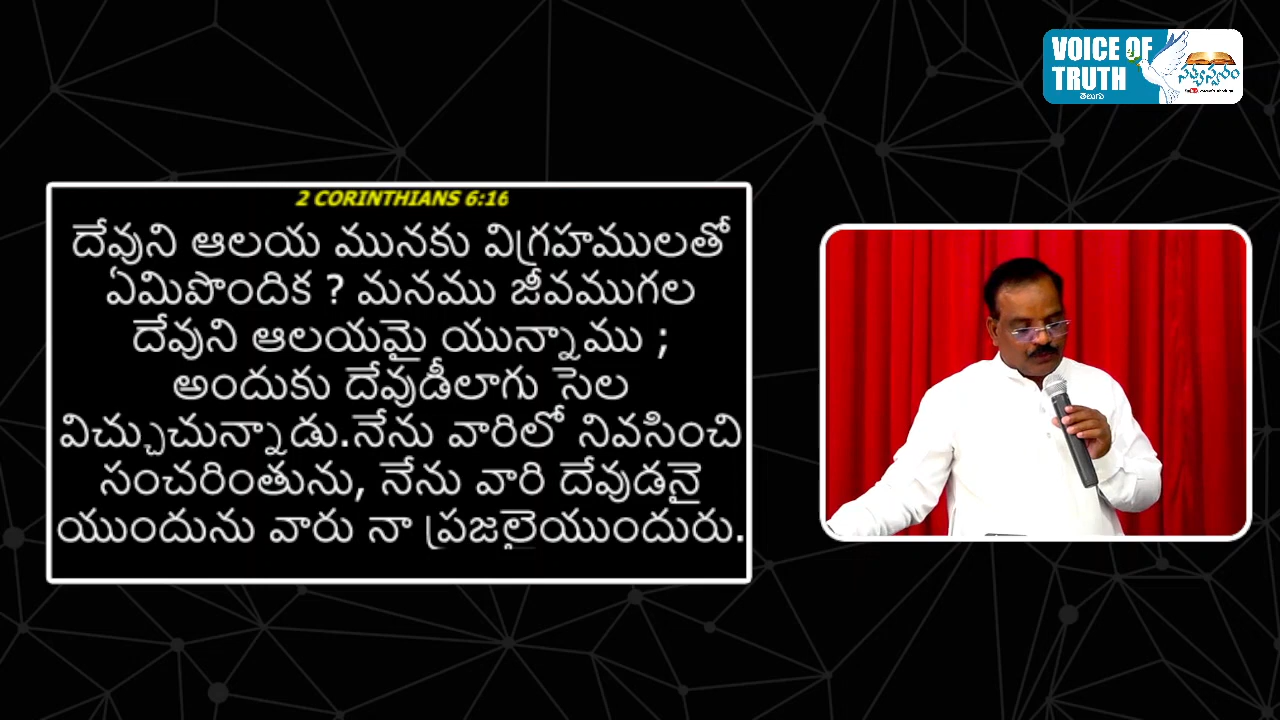 VOICE OF
TRUTH
తెలుగు
సత్యస్వరం
2 CORINTHIANS 6:16
దేవుని ఆలయ మునకు విగ్రహములతో
ఏమిపొందిక ? మనము జీవముగల
దేవుని ఆలయమై యున్నాము ;
అందుకు దేవుడీలాగు సెల
విచ్చుచున్నాడు.నేను వారిలో నివసించి
సంచరింతును, నేను వారి దేవుడనై
యుందును వారు నా ప్రజలైయుందురు.